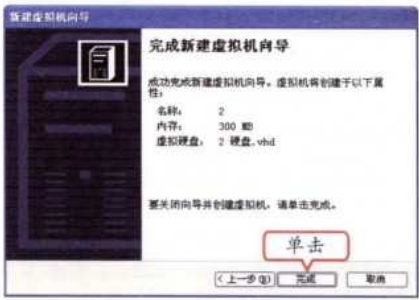 新建虚拟机向导
完成新建虚拟机向导
成功完成新建虚拟机向导。虚拟机将创建于以下属
性:
名称: 2
内存: 300 MB
虚拟硬盘: 2 硬盘.vhd
要关闭向导并创建虚拟机，请单击完成。
单击
<上一步(B) 完成 取消